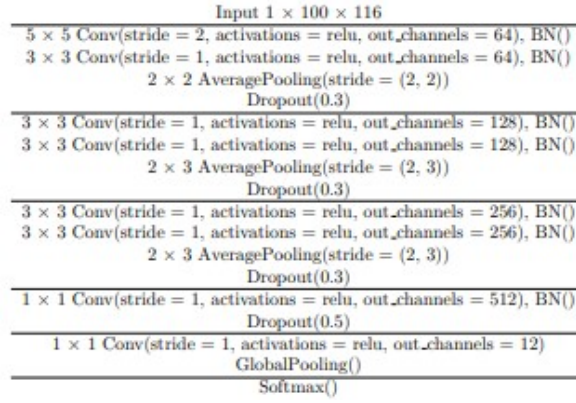 Input 1 × 100 × 116
5 × 5 Conv(stride = 2, activations = relu, out_channels = 64), BN()
3 × 3 Conv(stride = 1, activations = relu, out_channels = 64), BN()
2 × 2 AveragePooling(stride = (2, 2))
Dropout(0.3)
3 × 3 Conv(stride = 1, activations = relu, out_channels = 128), BN()
3 × 3 Conv(stride = 1, activations = relu, out_channels = 128), BN()
2 × 3 AveragePooling(stride = (2, 3))
Dropout(0.3)
3 × 3 Conv(stride = 1, activations = relu, out_channels = 256), BN()
3 × 3 Conv(stride = 1, activations = relu, out_channels = 256), BN()
2 × 3 AveragePooling(stride = (2, 3))
Dropout(0.3)
1 × 1 Conv(stride = 1, activations = relu, out_channels = 512), BN()
Dropout(0.5)
1 × 1 Conv(stride = 1, activations = relu, out_channels = 12)
GlobalPooling()
Softmax()